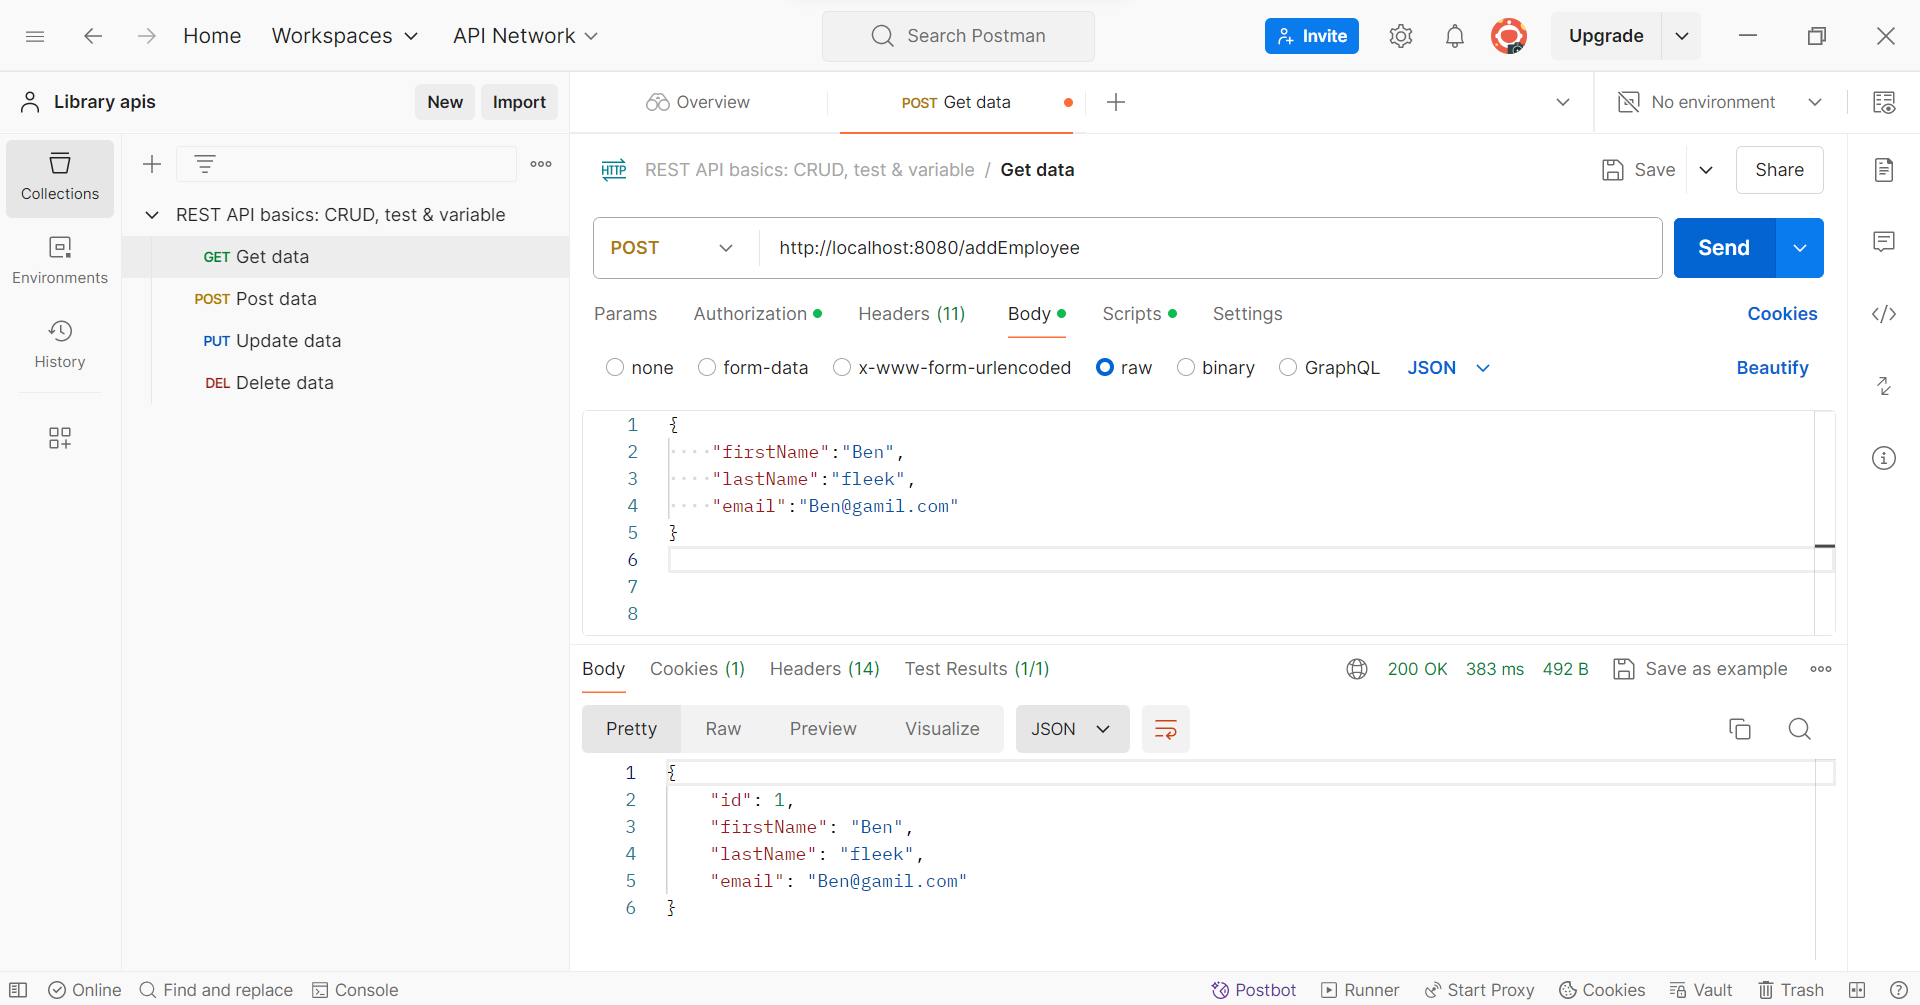 Home Workspaces API Network Search Postman Invite Upgrade
Library apis New Import Overview POST Get data No environment
Collections
Environments
History
REST API basics: CRUD, test & variable
GET Get data
POST Post data
PUT Update data
DEL Delete data
HTTP REST API basics: CRUD, test & variable / Get data Save Share
POST http://localhost:8080/addEmployee Send
Params Authorization Headers (11) Body Scripts Settings Cookies
none form-data x-www-form-urlencoded raw binary GraphQL JSON Beautify
1 {
2 "firstName":"Ben",
3 "lastName":"fleek",
4 "email":"Ben@gamil.com"
5 }
6
7
8
Body Cookies (1) Headers (14) Test Results (1/1) 200 OK 383 ms 492 B Save as example
Pretty Raw Preview Visualize JSON
1 {
2 "id": 1,
3 "firstName": "Ben",
4 "lastName": "fleek",
5 "email": "Ben@gamil.com"
6 }
Online Find and replace Console Postbot Runner Start Proxy Cookies Vault Trash